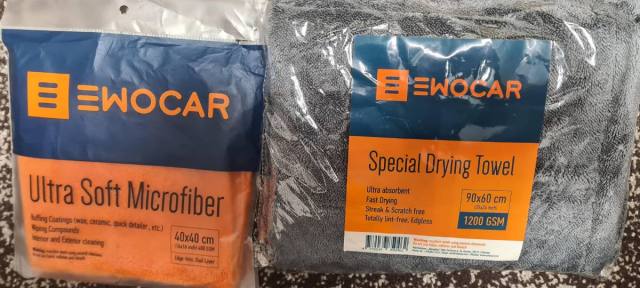 EWOCAR
Ultra Soft Microfiber
Buffing Coatings (wax, ceramic, quick detailer , etc.)
Wiping Compounds
Interior and Exterior cleaning
40x40 cm
EWOCAR
Special Drying Towel
Ultra absorbent
Fast Drying
Streak & Scratch free
Totally lint-free, Edgless
90x60 cm
1200 GSM